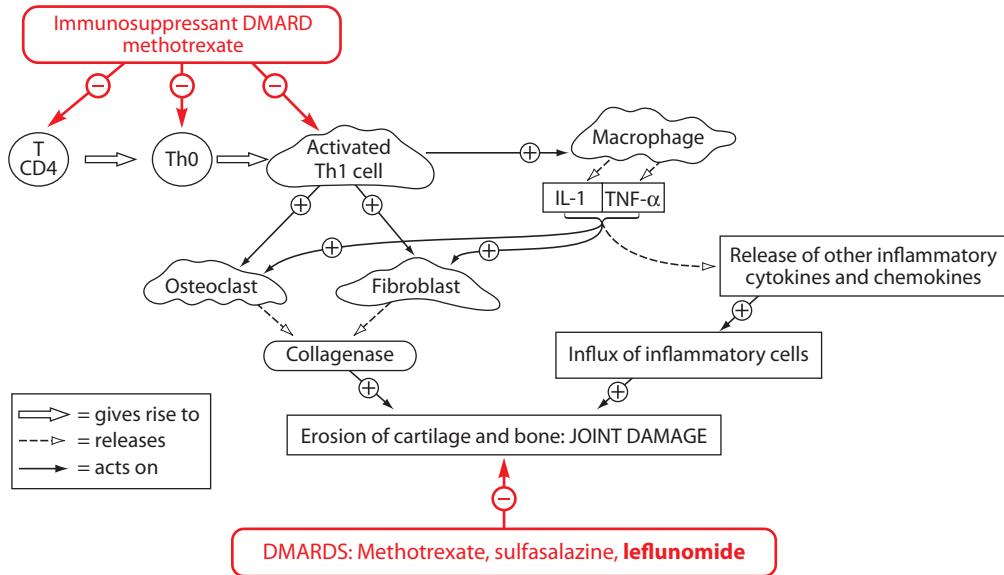 Immunosuppressant DMARD
methotrexate
−
−
−
T
CD4
Th0
Activated
Th1 cell
+
Macrophage
IL-1
TNF-α
+
+
+
+
Osteoclast
Fibroblast
Release of other inflammatory
cytokines and chemokines
+
Collagenase
Influx of inflammatory cells
+
+
= gives rise to
= releases
= acts on
Erosion of cartilage and bone: JOINT DAMAGE
−
DMARDS: Methotrexate, sulfasalazine, leflunomide